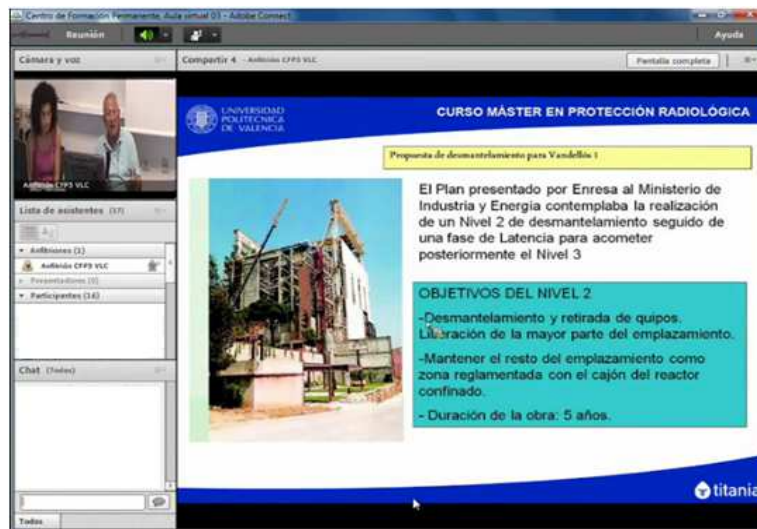 Centro de Formación Permanente, Aula virtual 03 - Adobe Connect
Reunión
Ayuda
Cámara y voz
Compartir 4 - Anfitrión CFP5 VLC
Pantalla completa
Anfitrión CFP5 VLC
Lista de asistentes (17)
Anfitriones (1)
Anfitrión CFP5 VLC
Presentadores (0)
Participantes (16)
Chat (Todos)
Todos
UNIVERSIDAD
POLITECNICA
DE VALENCIA
CURSO MÁSTER EN PROTECCIÓN RADIOLÓGICA
Propuesta de desmantelamiento para Vandellós 1
El Plan presentado por Enresa al Ministerio de
Industria y Energía contemplaba la realización
de un Nivel 2 de desmantelamiento seguido de
una fase de Latencia para acometer
posteriormente el Nivel 3
OBJETIVOS DEL NIVEL 2
-Desmantelamiento y retirada de quipos.
Liberación de la mayor parte del emplazamiento.
-Mantener el resto del emplazamiento como
zona reglamentada con el cajón del reactor
confinado.
- Duración de la obra: 5 años.
titania